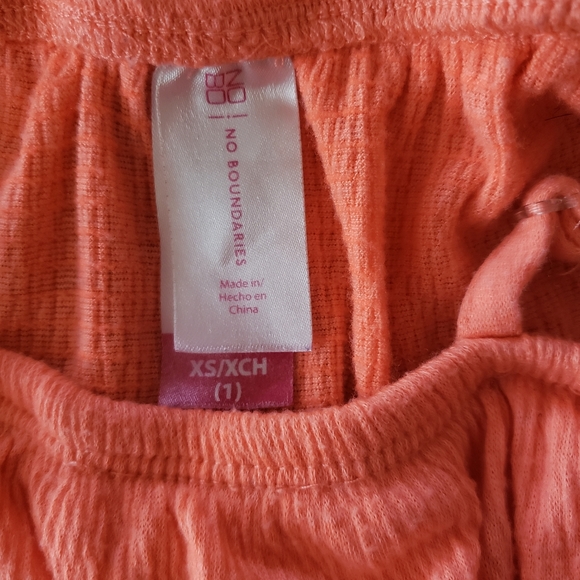 NO
BO
NO BOUNDARIES
Made in/
Hecho en
China
XS/XCH
(1)